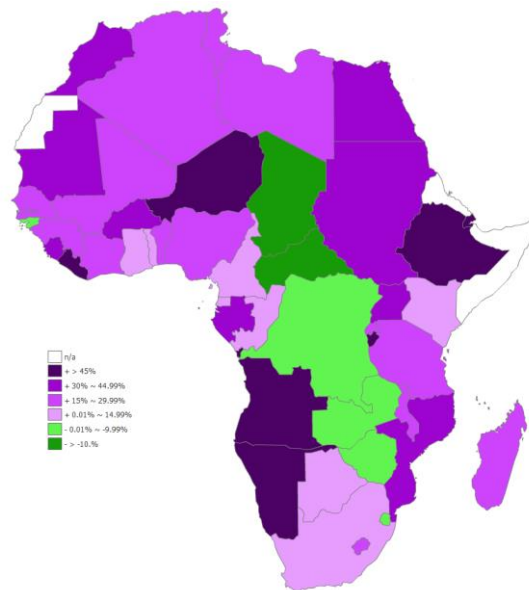 n/a
+ > 45%
+ 30% ~ 44.99%
+ 15% ~ 29.99%
+ 0.01% ~ 14.99%
- 0.01% ~ -9.99%
- > -10.%